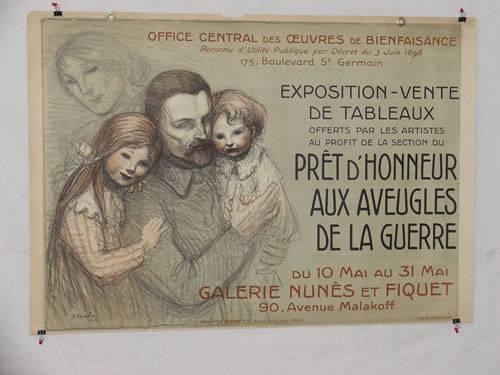 OFFICE CENTRAL DES ŒUVRES DE BIENFAISANCE
Reconnu d'Utilité Publique par Décret du 3 Juin 1896
175, Boulevard St Germain
EXPOSITION-VENTE
DE TABLEAUX
OFFERTS PAR LES ARTISTES
AU PROFIT DE LA SECTION DU
PRÊT D'HONNEUR
AUX AVEUGLES
DE LA GUERRE
DU 10 MAI AU 31 MAI
GALERIE NUNÈS ET FIQUET
90, Avenue Malakoff